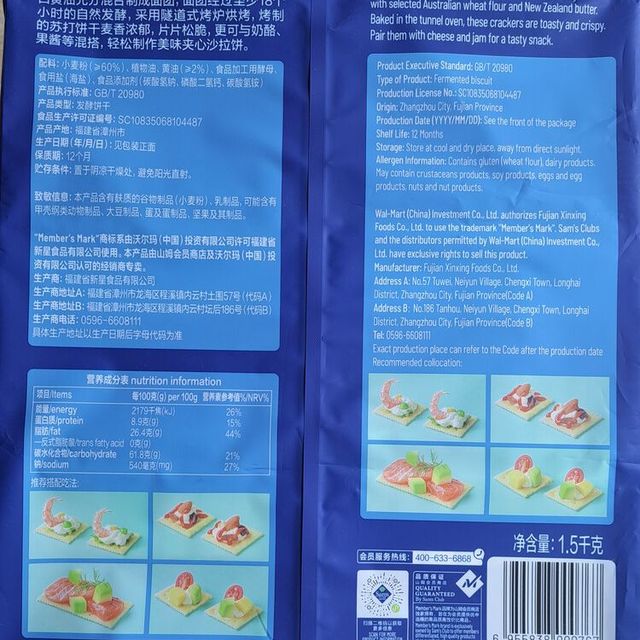 小时的自然发酵，采用隧道式烤炉烘烤，烤制
的苏打饼干麦香浓郁，片片松脆，更可与奶酪、
果酱等混搭，轻松制作美味夹心沙拉饼。
配料：小麦粉(≥60%)、植物油、黄油(≥2%)、食品加工用酵母、
食用盐(海盐)、食品添加剂(碳酸氢钠、磷酸二氢钙、碳酸氢铵)
产品执行标准: GB/T 20980
产品类型: 发酵饼干
食品生产许可证编号: SC10835068104487
产品产地: 福建省漳州市
生产日期(年/月/日): 见包装正面
保质期: 12个月
贮存条件: 置于阴凉干燥处，避免阳光直射。
致敏信息: 本产品含有麸质的谷物制品(小麦粉)、乳制品, 可能含有
甲壳纲类动物制品、大豆制品、蛋及蛋制品、坚果及其制品。
"Member's Mark"商标系由沃尔玛（中国）投资有限公司许可福建省
新星食品有限公司使用。本产品由山姆会员商店及沃尔玛（中国）投
资有限公司认可的经销商专卖。
生产商: 福建省新星食品有限公司
生产商地址A: 福建省漳州市龙海区程溪镇内云村土围57号（代码A）
生产商地址B: 福建省漳州市龙海区程溪镇内云村后186号（代码B）
生产商电话: 0596-6608111
具体生产地址以生产日期后字母代码为准
营养成分表 nutrition information
项目/Items 每100克(g) per 100g 营养素参考值%/NRV%
能量/energy 2179千焦(kJ) 26%
蛋白质/protein 8.9克(g) 15%
脂肪/fat 26.4克(g) 44%
—反式脂肪酸/trans fatty acid 0克(g)
碳水化合物/carbohydrate 61.8克(g) 21%
钠/sodium 540毫克(mg) 27%
推荐搭配吃法:
with selected Australian wheat flour and New Zealand butter.
Baked in the tunnel oven, these crackers are toasty and crispy.
Pair them with cheese and jam for a tasty snack.
Product Executive Standard: GB/T 20980
Type of Product: Fermented biscuit
Production License No.: SC10835068104487
Origin: Zhangzhou City, Fujian Province
Production Date (YYYY/MM/DD): See the front of the package
Shelf Life: 12 Months
Storage: Store at cool and dry place, away from direct sunlight.
Allergen Information: Contains gluten (wheat flour), dairy products.
May contain crustaceans products, soy products, eggs and egg
products, nuts and nut products.
Wal-Mart (China) Investment Co., Ltd. authorizes Fujian Xinxing
Foods Co., Ltd. to use the trademark "Member's Mark". Sam's Clubs
and the distributors permitted by Wal-Mart (China) Investment Co.,
Ltd. have exclusive rights to sell this product.
Manufacturer: Fujian Xinxing Foods Co., Ltd.
Address A: No.57 Tuwei, Neiyun Village, Chengxi Town, Longhai
District, Zhangzhou City, Fujian Province(Code A)
Address B: No.186 Tanhou, Neiyun Village, Chengxi Town, Longhai
District, Zhangzhou City, Fujian Province(Code B)
Tel: 0596-6608111
Exact production place can refer to the Code after the production date
Recommended collocation:
净含量: 1.5千克
会员服务热线: 400-633-6868
扫描二维码获取
更多信息
SCAN FOR MORE
品质保证
QUALITY
GUARANTEED
By Sams Club